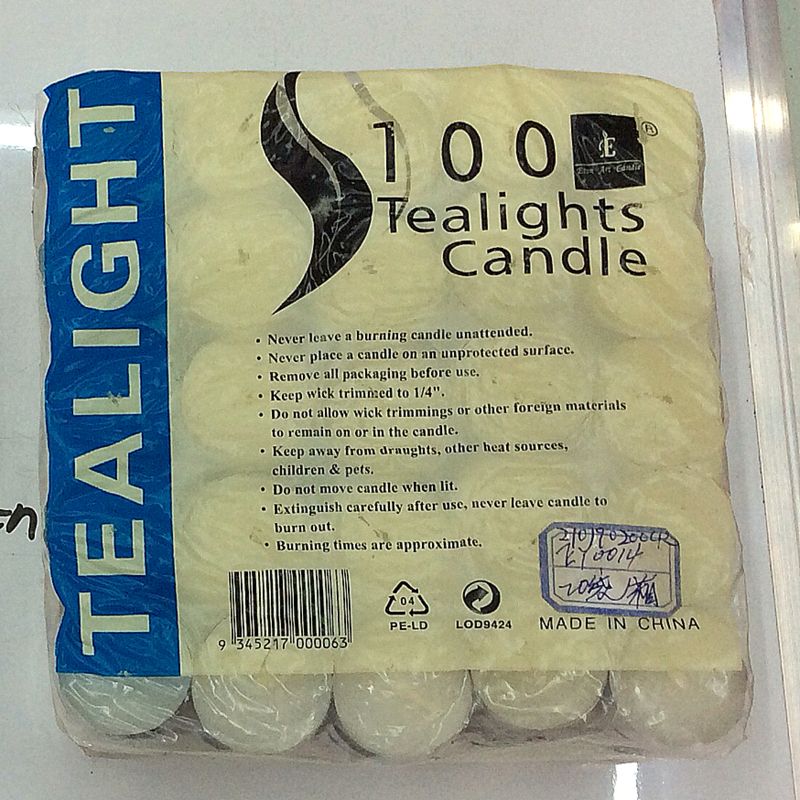 TEALIGHT
100
E
Eten Art Candle
®
Tealights
Candle
• Never leave a burning candle unattended.
• Never place a candle on an unprotected surface.
• Remove all packaging before use.
• Keep wick trimmed to 1/4".
• Do not allow wick trimmings or other foreign materials
to remain on or in the candle.
• Keep away from draughts, other heat sources,
children & pets.
• Do not move candle when lit.
• Extinguish carefully after use, never leave candle to
burn out.
• Burning times are approximate.
EY0014
9 345217 000063
04
PE-LD
LOD9424
MADE IN CHINA